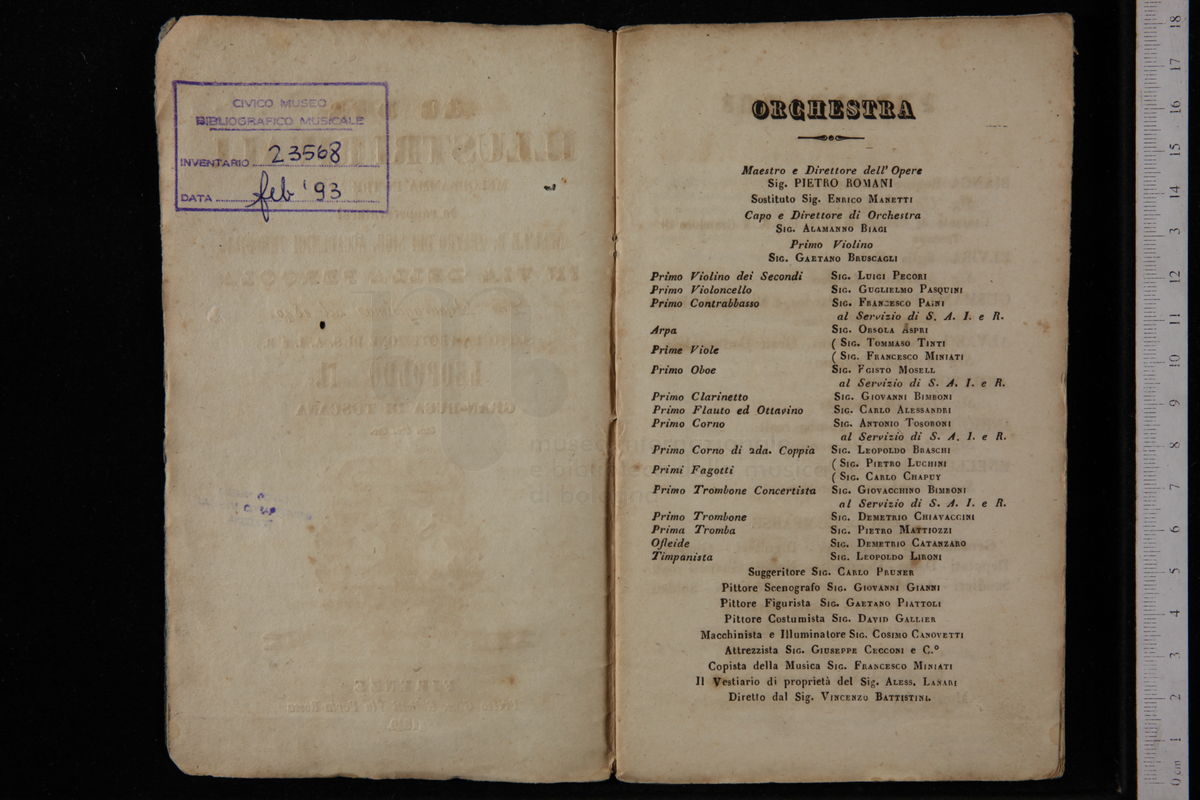 CIVICO MUSEO
BIBLIOGRAFICO MUSICALE
INVENTARIO 23568
DATA feb '93
ORCHESTRA
Maestro e Direttore dell' Opere
Sig. PIETRO ROMANI
Sostituto Sig. ENRICO MANETTI
Capo e Direttore di Orchestra
SIG. ALAMANNO BIAGI
Primo Violino
SIG. GAETANO BRUSCAGLI
Primo Violino dei Secondi SIG. LUIGI PECORI
Primo Violoncello SIG. GUGLIELMO PASQUINI
Primo Contrabbasso SIG. FRANCESCO PAINI
al Servizio di S. A. I. e R.
Arpa SIG. ORSOLA ASPRI
Prime Viole ( SIG. TOMMASO TINTI
( SIG. FRANCESCO MINIATI
Primo Oboe SIG. EGISTO MOSELL
al Servizio di S. A. I. e R.
Primo Clarinetto SIG. GIOVANNI BIMBONI
Primo Flauto ed Ottavino SIG. CARLO ALESSANDRI
Primo Corno SIG. ANTONIO TOSORONI
al Servizio di S. A. I. e R.
Primo Corno di 2da. Coppia SIG. LEOPOLDO BRASCHI
Primi Fagotti ( SIG. PIETRO LUCHINI
( SIG. CARLO CHAPUY
Primo Trombone Concertista SIG. GIOVACCHINO BIMBONI
al Servizio di S. A. I. e R.
Primo Trombone SIG. DEMETRIO CHIAVACCINI
Prima Tromba SIG. PIETRO MATTIOZZI
Ofleide SIG. DEMETRIO CATANZARO
Timpanista SIG. LEOPOLDO LIRONI
Suggeritore SIG. CARLO PRUNER
Pittore Scenografo SIG. GIOVANNI GIANNI
Pittore Figurista SIG. GAETANO PIATTOLI
Pittore Costumista SIG. DAVID GALLIER
Macchinista e Illuminatore SIG. COSIMO CANOVETTI
Attrezzista SIG. GIUSEPPE CECCONI e C.º
Copista della Musica SIG. FRANCESCO MINIATI
Il Vestiario di proprietà del Sig. ALESS. LANARI
Diretto dal Sig. VINCENZO BATTISTINI.